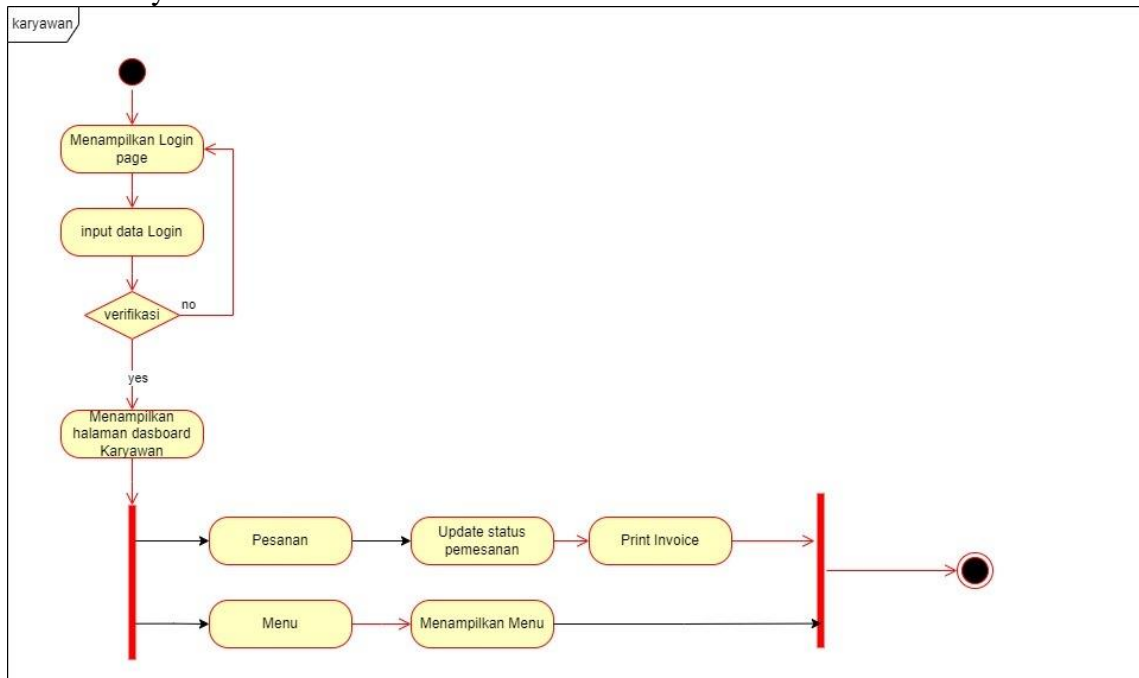 karyawan
Menampilkan Login
page
input data Login
verifikasi
no
yes
Menampilkan
halaman dasboard
Karyawan
Pesanan
Update status
pemesanan
Print Invoice
Menu
Menampilkan Menu